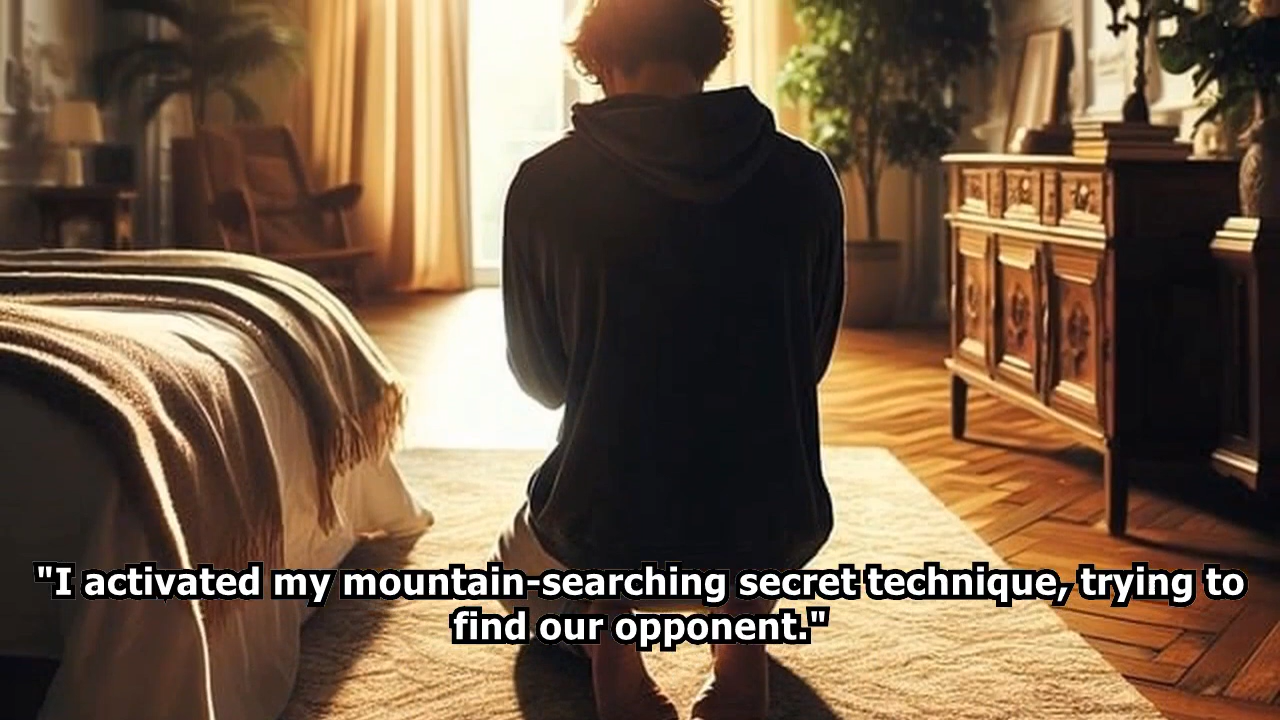 "I activated my mountain-searching secret technique, trying to
find our opponent."